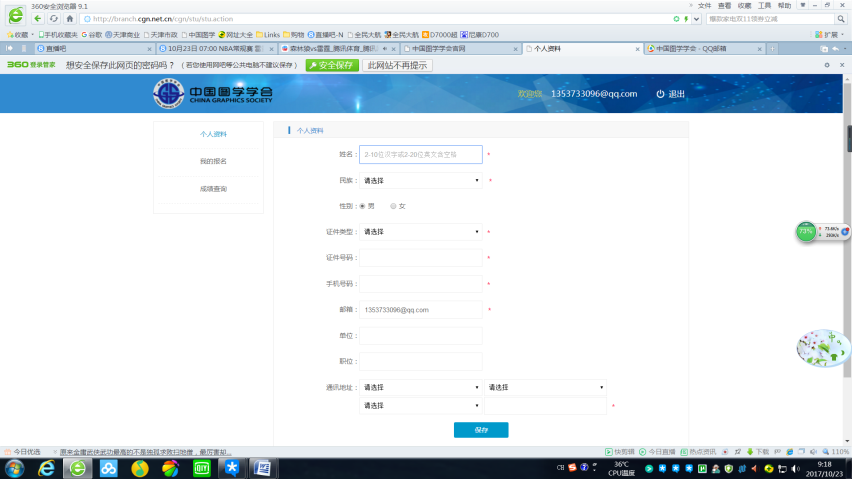 360安全浏览器 9.1
文件 查看 收藏 工具 帮助
http://branch.cgn.net.cn/cgn/stu/stu.action
收藏 手机收藏夹 谷歌 天津商业 天津市政 中国图学 网址大全 Links 购物 直播吧-N 全民大航 全民大航 D7000超 尼康D700 扩展
直播吧
10月23日 07:00 NBA常规赛
森林狼vs雷霆_腾讯体育_腾讯
中国图学学会官网
个人资料
中国图学学会 - QQ邮箱
360登录管家 想安全保存此网页的密码吗？（若您使用网吧等公共电脑不建议保存） 安全保存 此网站不再提示
中国图学学会
CHINA GRAPHICS SOCIETY
欢迎您 1353733096@qq.com 退出
个人资料
我的报名
成绩查询
个人资料
姓名： 2-10位汉字或2-20位英文含空格 *
民族： 请选择 *
性别： 男 女
证件类型： 请选择 *
证件号码： *
手机号码： *
邮箱： 1353733096@qq.com *
单位：
职位：
通讯地址： 请选择 请选择
请选择 *
保存
73%
今日优选
快剪辑 今日直播 热点资讯 下载 110%
36℃
CPU温度
9:18
2017/10/23